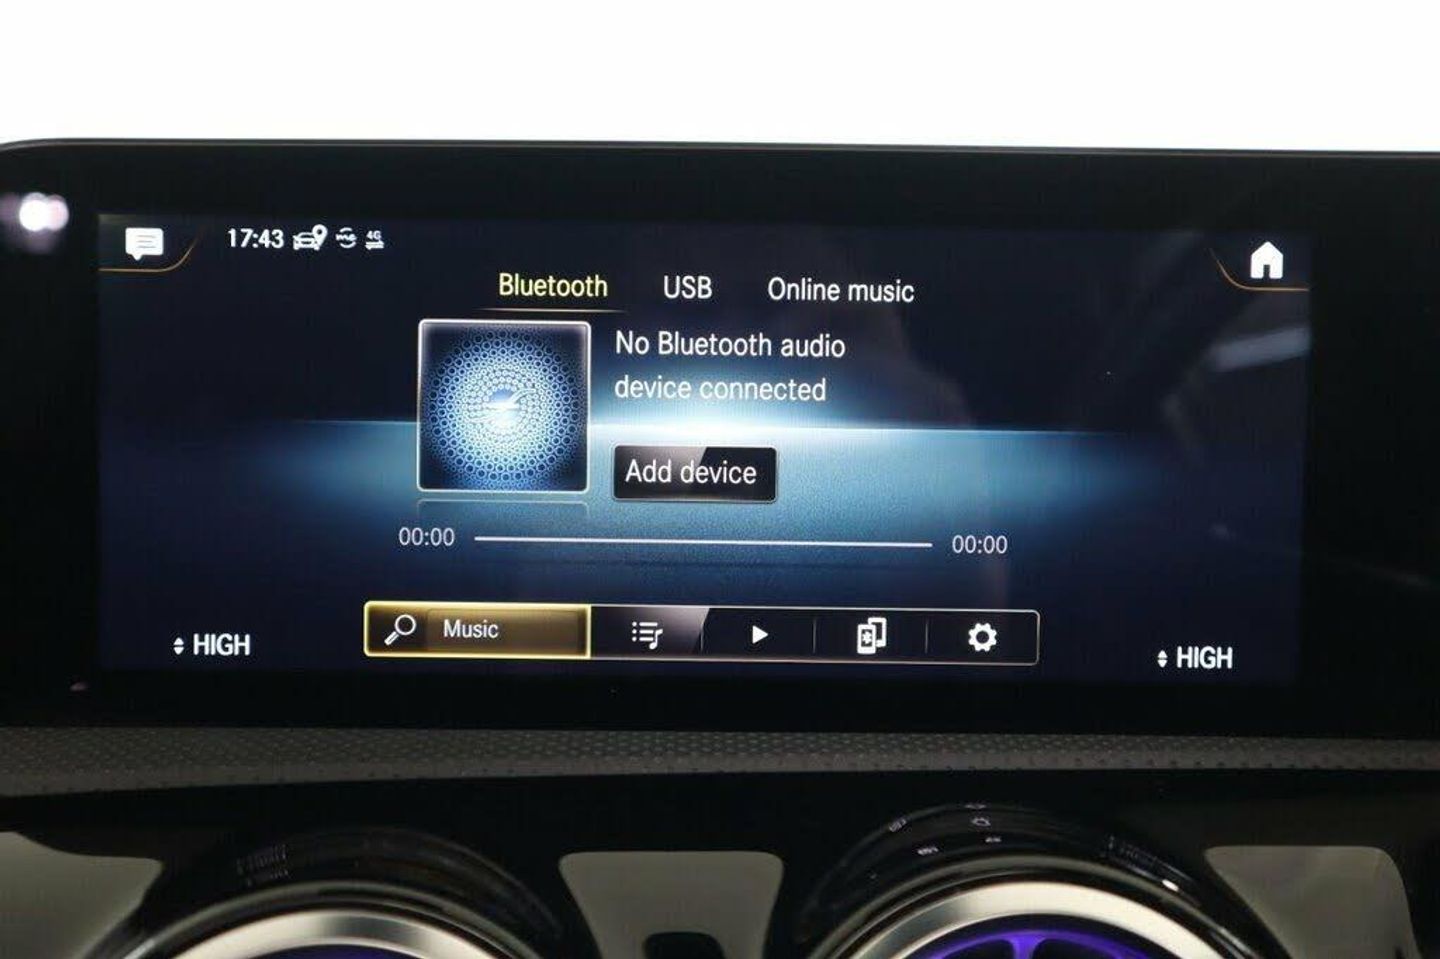 17:43 4G
Bluetooth USB Online music
No Bluetooth audio
device connected
Add device
00:00 00:00
Music
HIGH HIGH